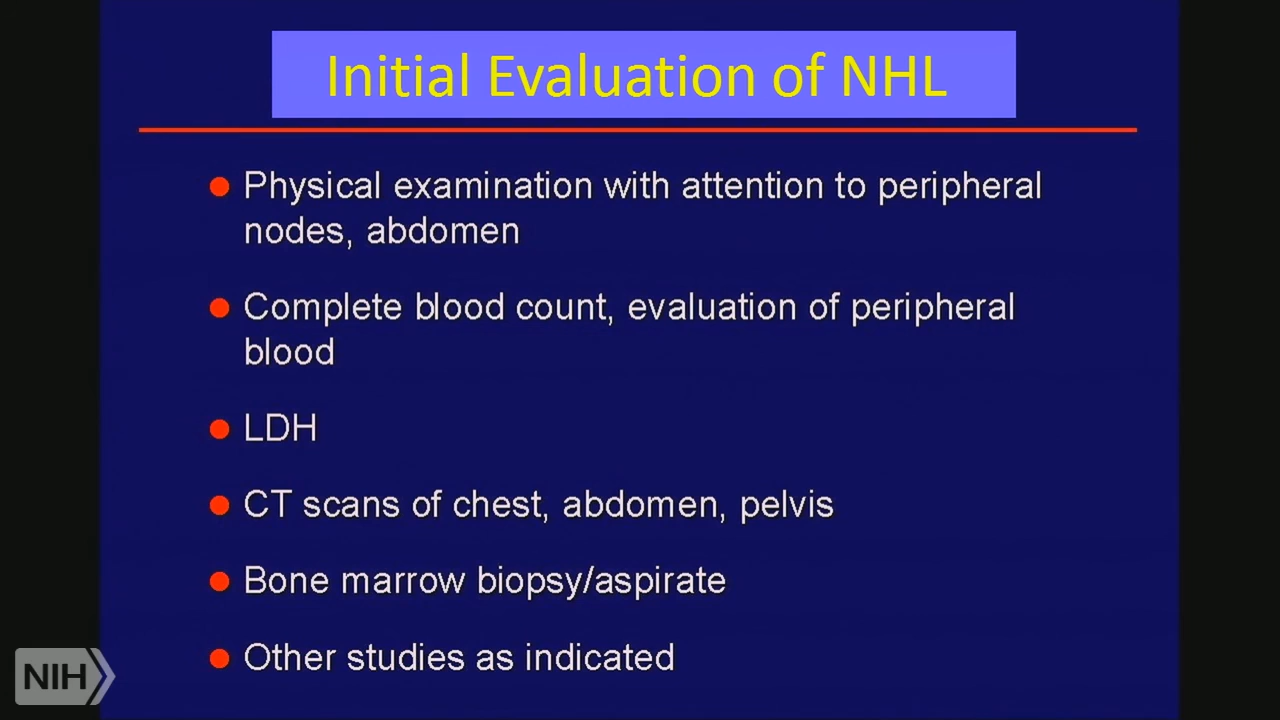 Initial Evaluation of NHL
Physical examination with attention to peripheral
nodes, abdomen
Complete blood count, evaluation of peripheral
blood
LDH
CT scans of chest, abdomen, pelvis
Bone marrow biopsy/aspirate
Other studies as indicated
NIH